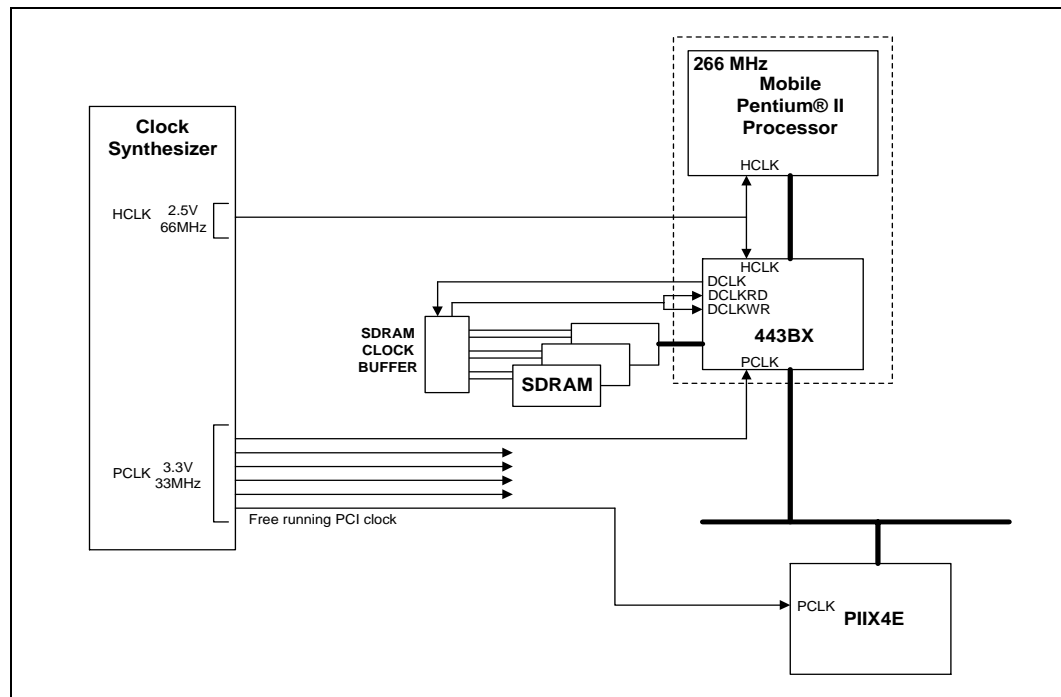 266 MHz
Mobile
Pentium® II
Processor
HCLK
Clock
Synthesizer
HCLK 2.5V
66MHz
HCLK
DCLK
DCLKRD
DCLKWR
443BX
PCLK
SDRAM
CLOCK
BUFFER
SDRAM
PCLK 3.3V
33MHz
Free running PCI clock
PCLK
PIIX4E